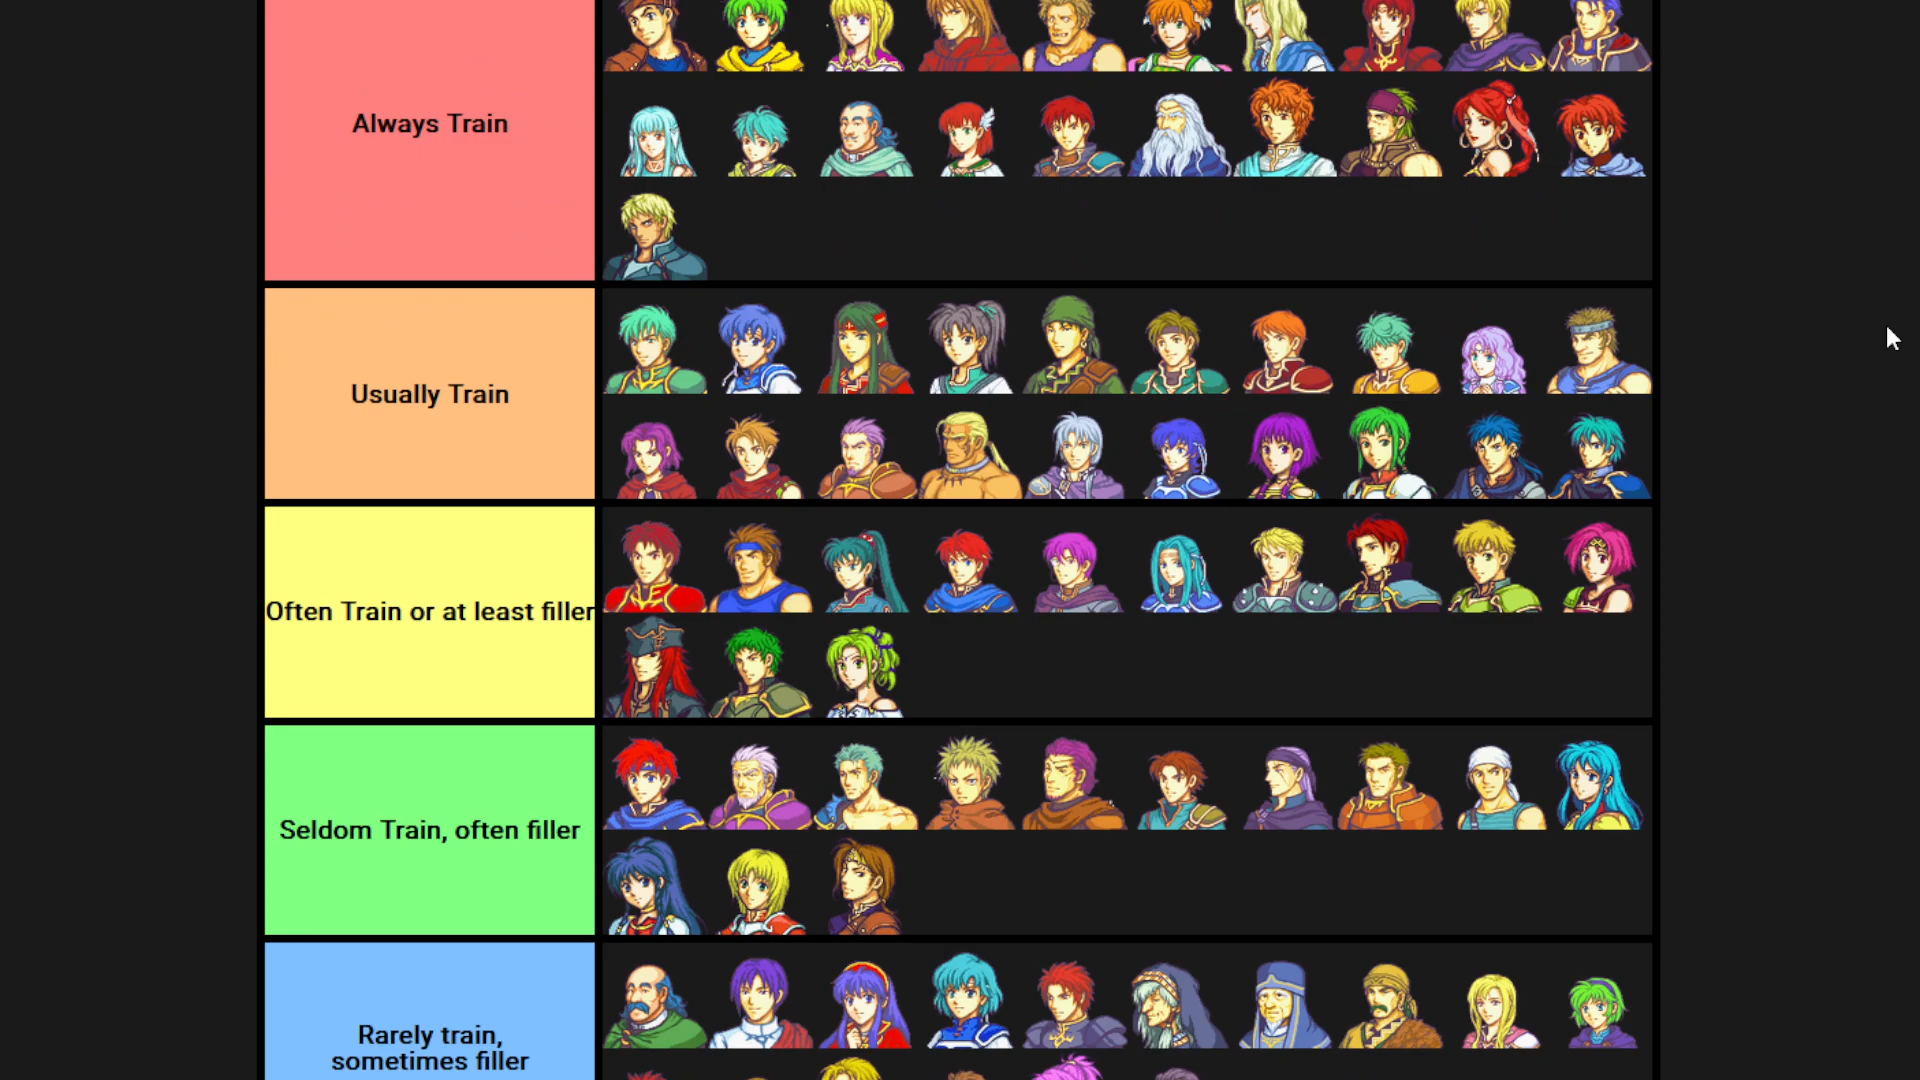 Always Train
Usually Train
Often Train or at least filler
Seldom Train, often filler
Rarely train,
sometimes filler